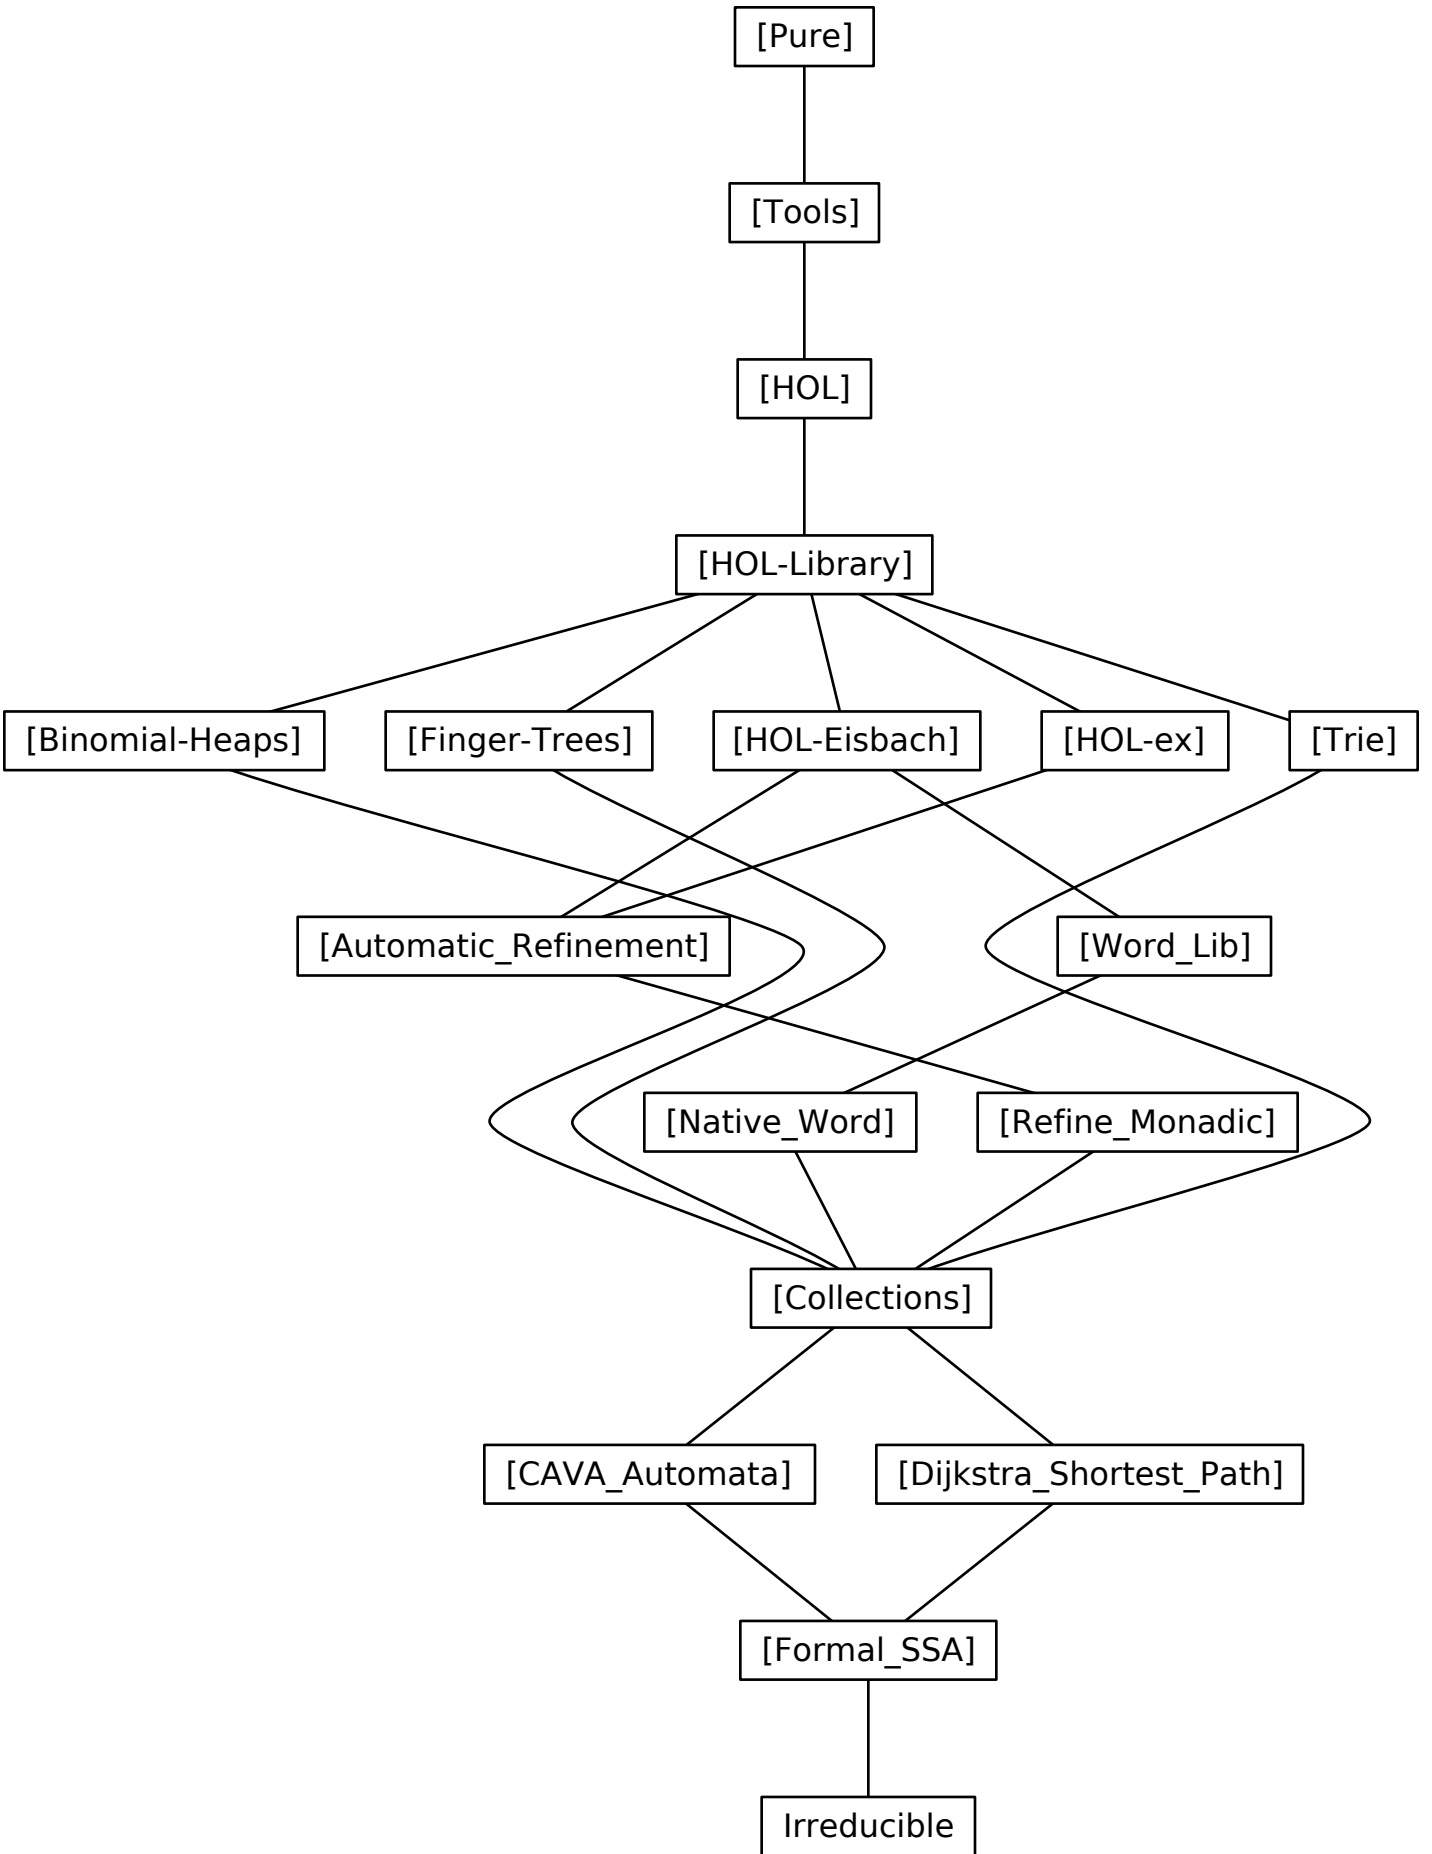 [Pure]
[Tools]
[HOL]
[HOL-Library]
[Binomial-Heaps]
[Finger-Trees]
[HOL-Eisbach]
[HOL-ex]
[Trie]
[Automatic_Refinement]
[Word_Lib]
[Native_Word]
[Refine_Monadic]
[Collections]
[CAVA_Automata]
[Dijkstra_Shortest_Path]
[Formal_SSA]
Irreducible